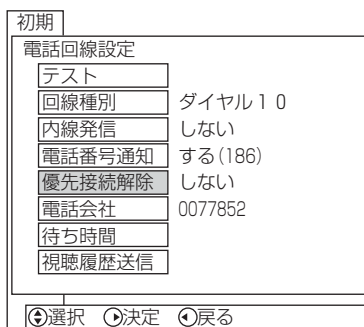 初期
電話回線設定
テスト
回線種別 ダイヤル１０
内線発信 しない
電話番号通知 する(186)
優先接続解除 しない
電話会社 0077852
待ち時間
視聴履歴送信
選択 決定 戻る